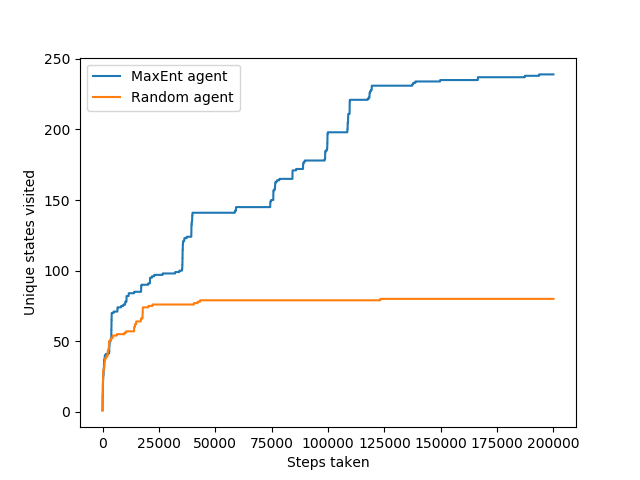 MaxEnt agent
Random agent
Unique states visited
250
200
150
100
50
0
0 25000 50000 75000 100000 125000 150000 175000 200000
Steps taken